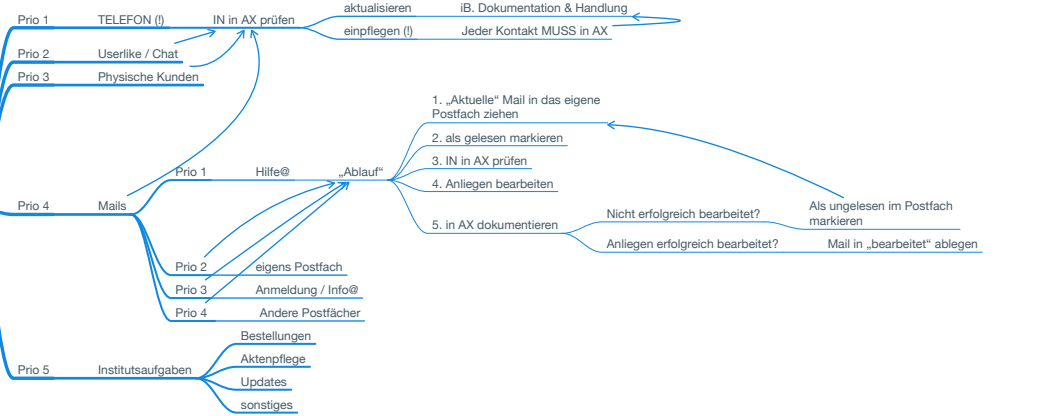 Prio 1 TELEFON (!) IN in AX prüfen aktualisieren iB. Dokumentation & Handlung
einpflegen (!) Jeder Kontakt MUSS in AX
Prio 2 Userlike / Chat
Prio 3 Physische Kunden
Prio 4 Mails
Prio 1 Hilfe@ „Ablauf“
1. „Aktuelle“ Mail in das eigene
Postfach ziehen
2. als gelesen markieren
3. IN in AX prüfen
4. Anliegen bearbeiten
5. in AX dokumentieren
Nicht erfolgreich bearbeitet?
Als ungelesen im Postfach
markieren
Anliegen erfolgreich bearbeitet? Mail in „bearbeitet“ ablegen
Prio 2 eigens Postfach
Prio 3 Anmeldung / Info@
Prio 4 Andere Postfächer
Prio 5 Institutsaufgaben
Bestellungen
Aktenpflege
Updates
sonstiges